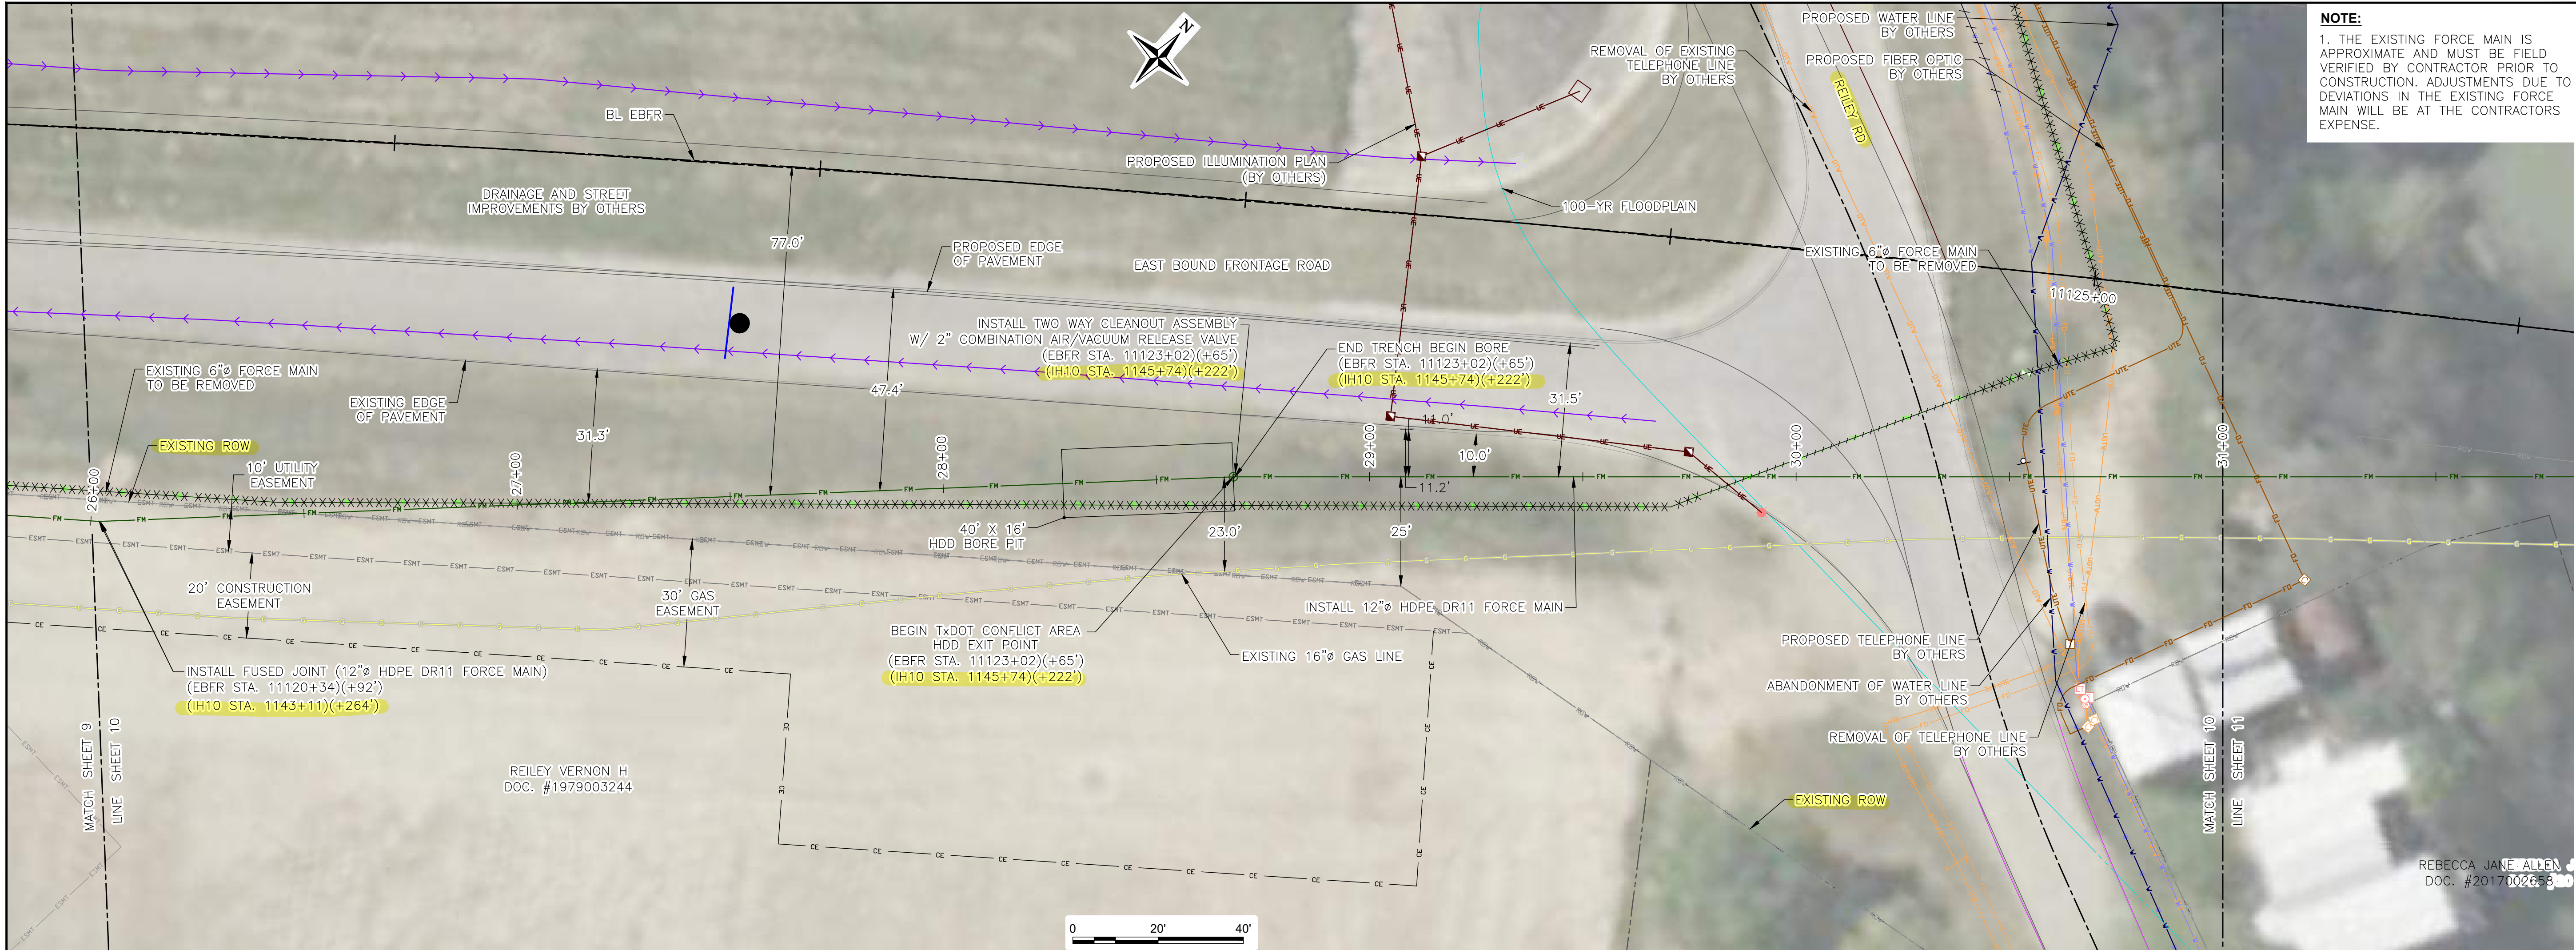 N
NOTE:
1. THE EXISTING FORCE MAIN IS
APPROXIMATE AND MUST BE FIELD
VERIFIED BY CONTRACTOR PRIOR TO
CONSTRUCTION. ADJUSTMENTS DUE TO
DEVIATIONS IN THE EXISTING FORCE
MAIN WILL BE AT THE CONTRACTORS
EXPENSE.
PROPOSED WATER LINE
BY OTHERS
REMOVAL OF EXISTING
TELEPHONE LINE
BY OTHERS
PROPOSED FIBER OPTIC
BY OTHERS
REILEY RD
BL EBFR
PROPOSED ILLUMINATION PLAN
(BY OTHERS)
DRAINAGE AND STREET
IMPROVEMENTS BY OTHERS
100-YR FLOODPLAIN
77.0'
PROPOSED EDGE
OF PAVEMENT
EAST BOUND FRONTAGE ROAD
EXISTING 6"ø FORCE MAIN
TO BE REMOVED
11125+00
INSTALL TWO WAY CLEANOUT ASSEMBLY
W/ 2" COMBINATION AIR/VACUUM RELEASE VALVE
(EBFR STA. 11123+02)(+65')
(IH10 STA. 1145+74)(+222')
END TRENCH BEGIN BORE
(EBFR STA. 11123+02)(+65')
(IH10 STA. 1145+74)(+222')
EXISTING 6"ø FORCE MAIN
TO BE REMOVED
EXISTING EDGE
OF PAVEMENT
47.4'
31.5'
31.3'
11.0'
10.0'
11.2'
EXISTING ROW
10' UTILITY
EASEMENT
26+00
27+00
28+00
29+00
30+00
31+00
40' X 16'
HDD BORE PIT
23.0'
25'
20' CONSTRUCTION
EASEMENT
30' GAS
EASEMENT
INSTALL 12"ø HDPE DR11 FORCE MAIN
BEGIN TxDOT CONFLICT AREA
HDD EXIT POINT
(EBFR STA. 11123+02)(+65')
(IH10 STA. 1145+74)(+222')
EXISTING 16"ø GAS LINE
INSTALL FUSED JOINT (12"ø HDPE DR11 FORCE MAIN)
(EBFR STA. 11120+34)(+92')
(IH10 STA. 1143+11)(+264')
PROPOSED TELEPHONE LINE
BY OTHERS
ABANDONMENT OF WATER LINE
BY OTHERS
REMOVAL OF TELEPHONE LINE
BY OTHERS
MATCH SHEET 9
LINE SHEET 10
REILEY VERNON H
DOC. #1979003244
EXISTING ROW
MATCH SHEET 10
LINE SHEET 11
REBECCA JANE ALLEN
DOC. #2017002658
0 20' 40'